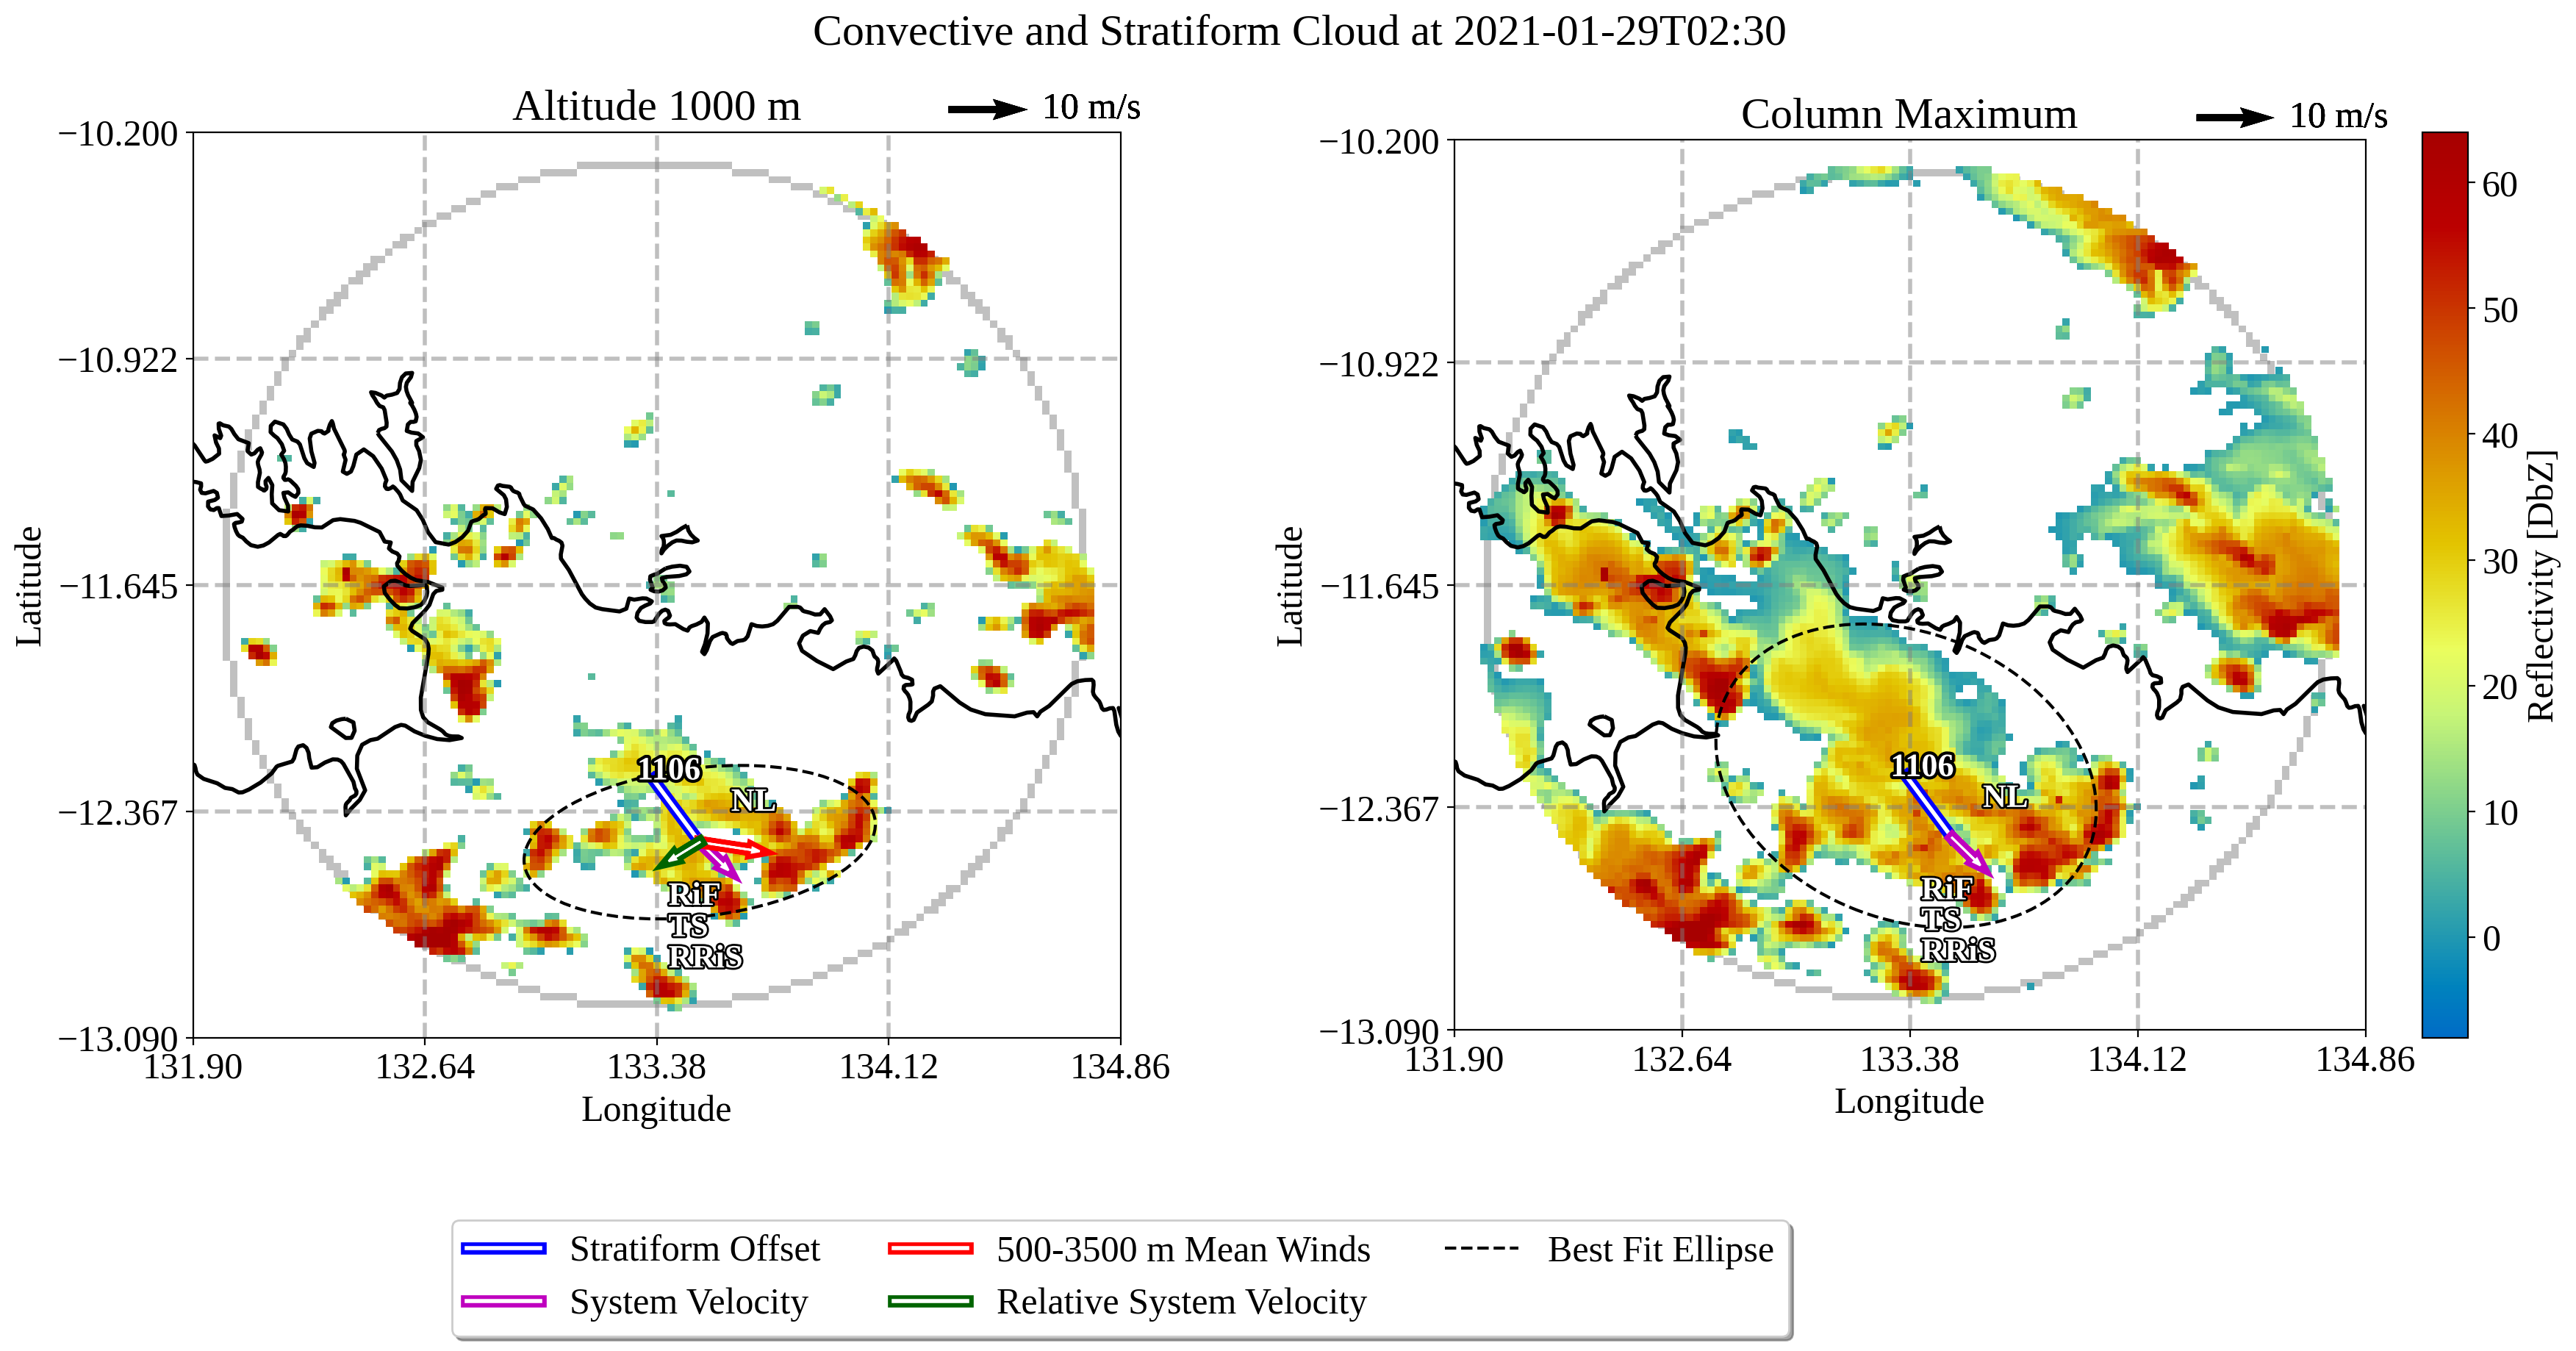 Convective and Stratiform Cloud at 2021-01-29T02:30
Altitude 1000 m
10 m/s
−10.200
−10.922
−11.645
−12.367
−13.090
131.90
132.64
133.38
134.12
134.86
Latitude
Longitude
1106
NL
RiF
TS
RRiS
Column Maximum
10 m/s
−10.200
−10.922
−11.645
−12.367
−13.090
131.90
132.64
133.38
134.12
134.86
Latitude
Longitude
1106
NL
RiF
TS
RRiS
60
50
40
30
20
10
0
Reflectivity [DbZ]
Stratiform Offset
500-3500 m Mean Winds
Best Fit Ellipse
System Velocity
Relative System Velocity